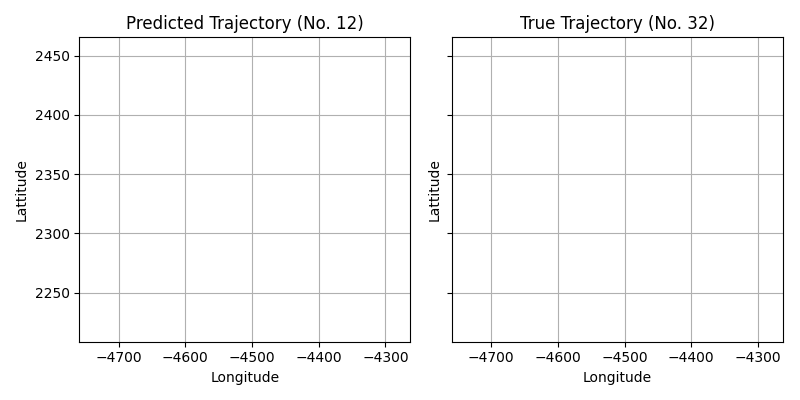 Predicted Trajectory (No. 12)
True Trajectory (No. 32)
2450
2400
2350
2300
2250
Lattitude
Lattitude
−4700 −4600 −4500 −4400 −4300
−4700 −4600 −4500 −4400 −4300
Longitude
Longitude